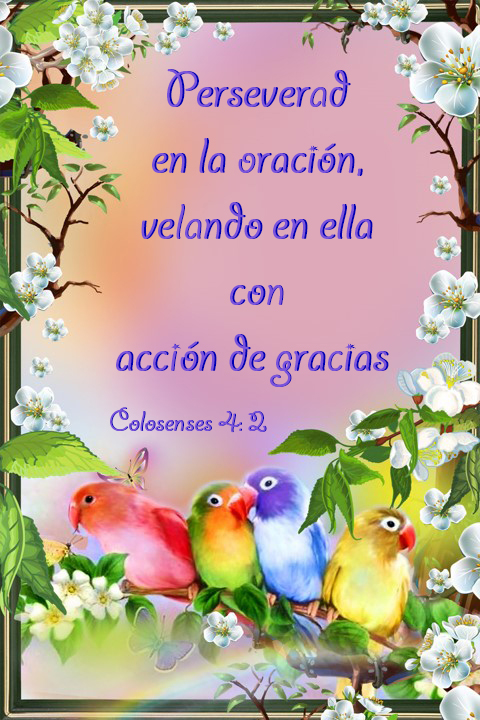 Perseverad
en la oración,
velando en ella
con
acción de gracias
Colosenses 4: 2